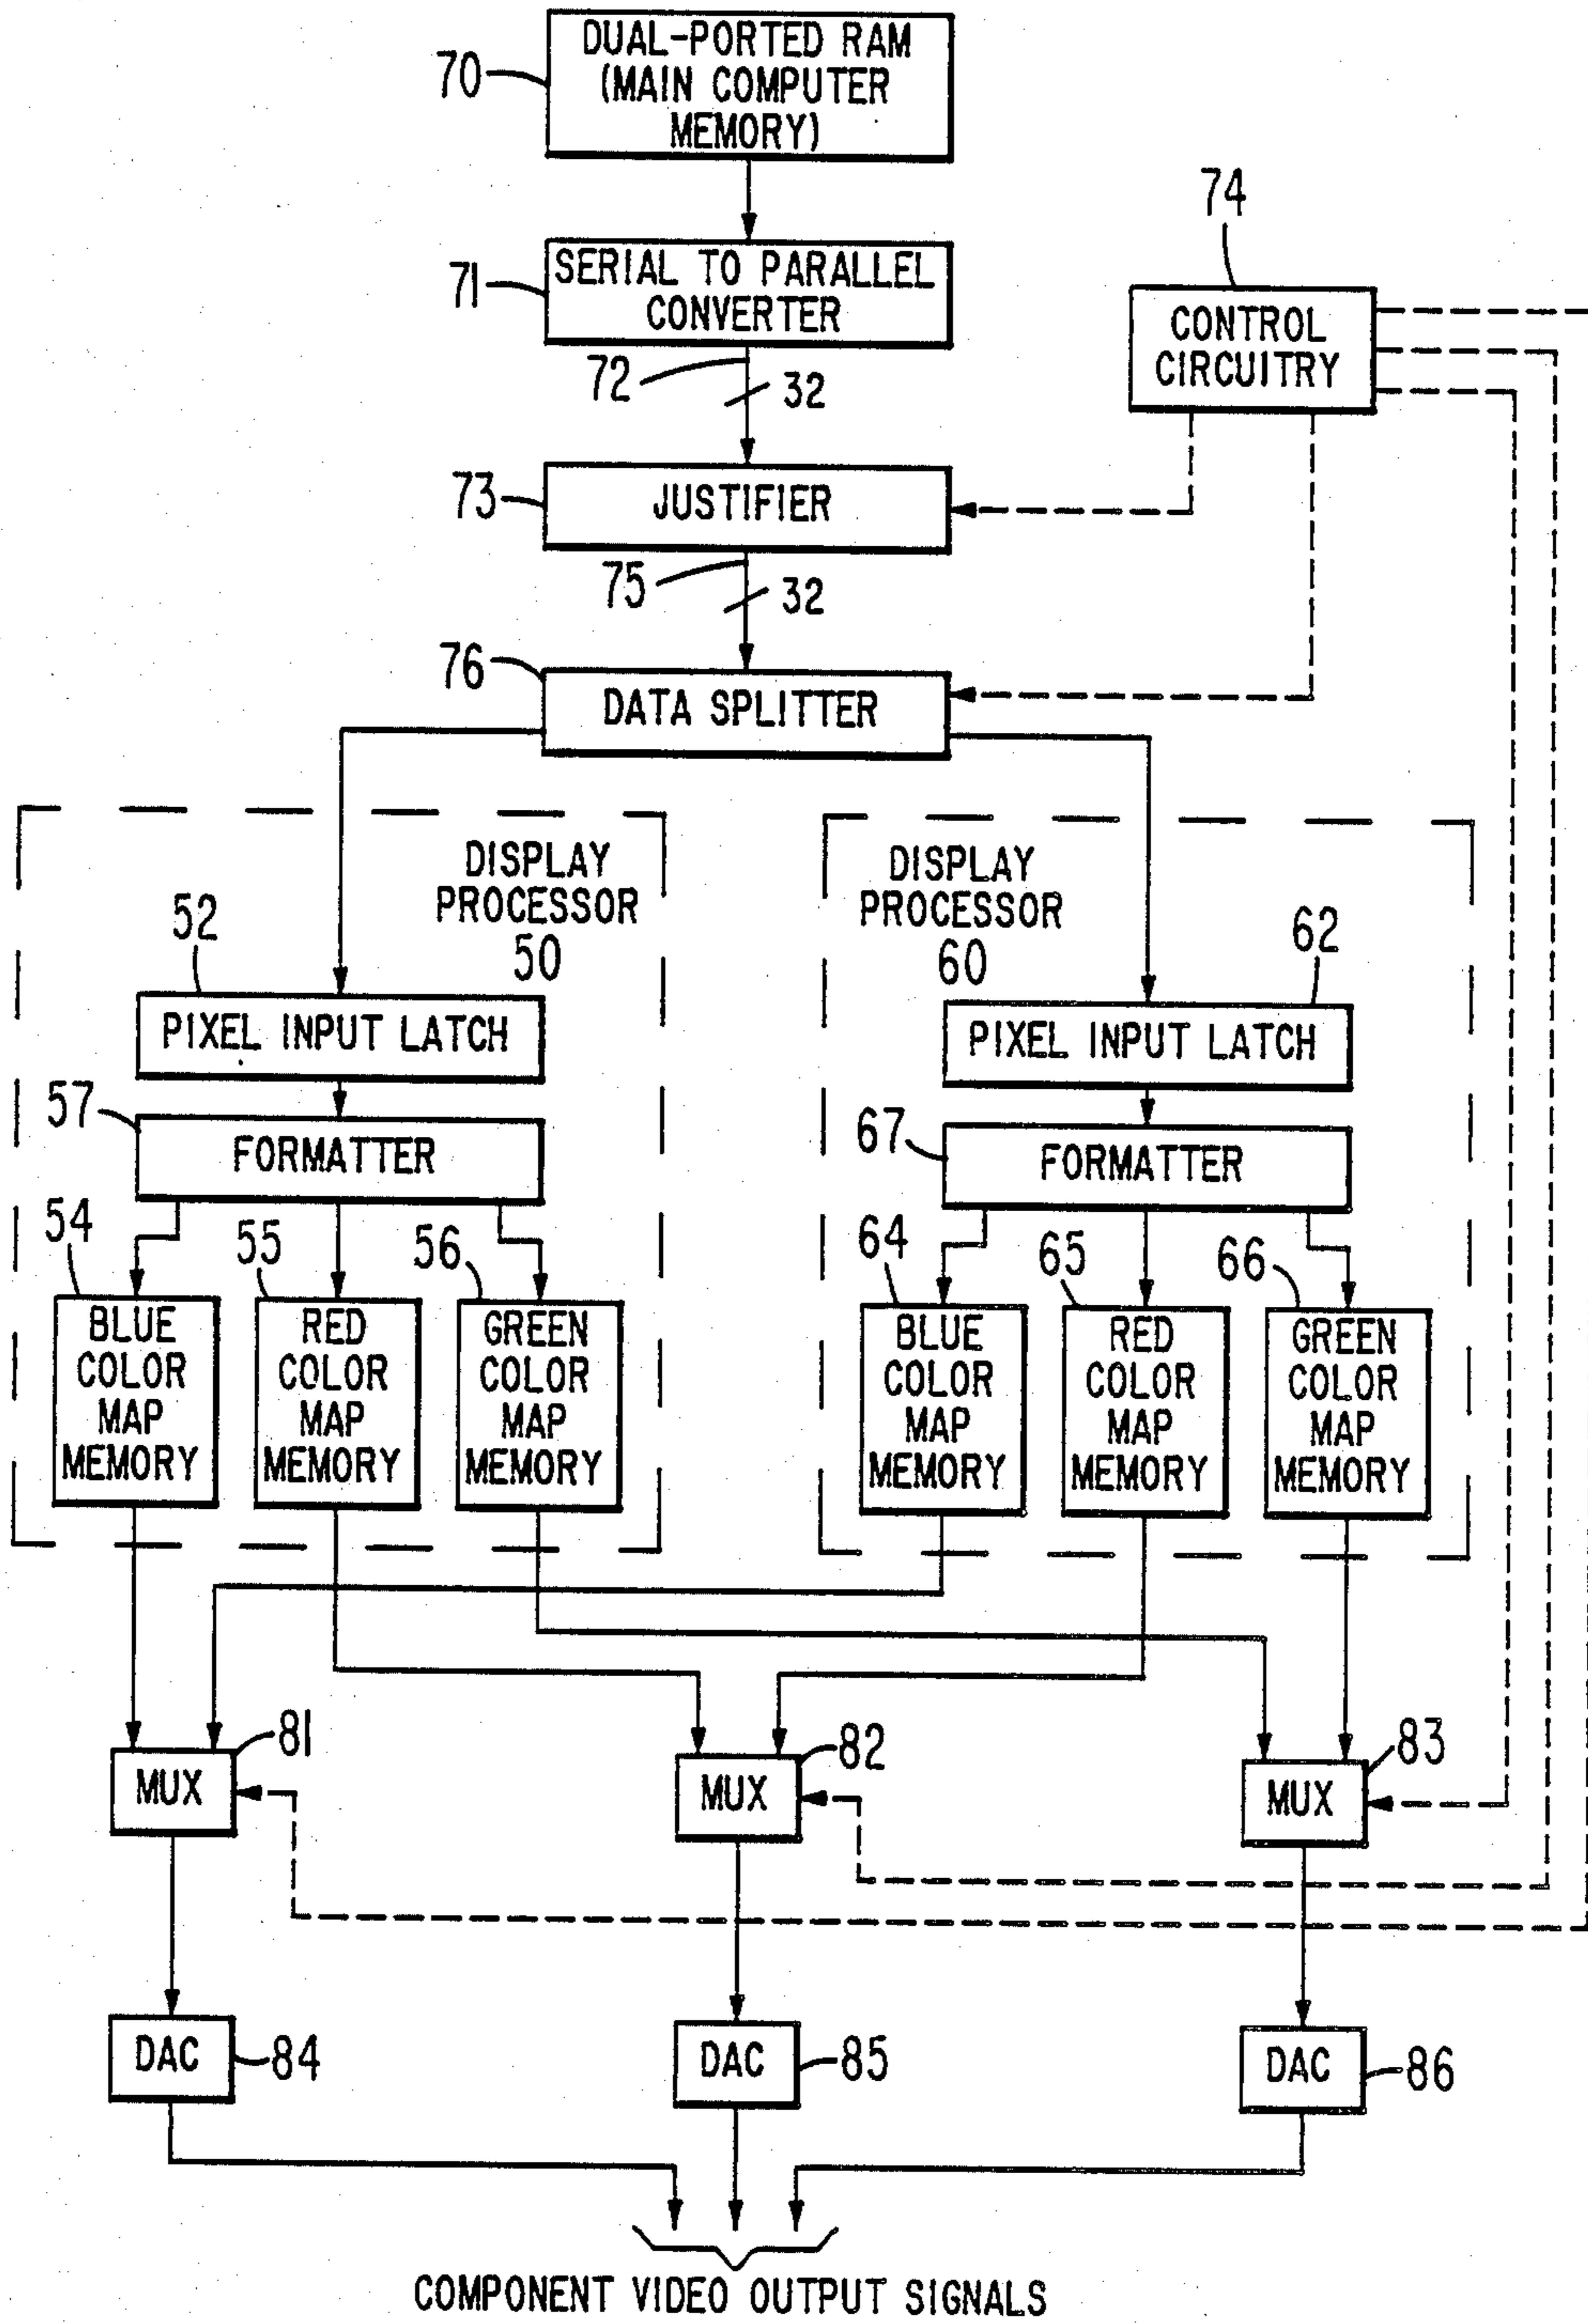 DUAL-PORTED RAM
(MAIN COMPUTER
MEMORY)
70
74
SERIAL TO PARALLEL
CONVERTER
71
CONTROL
CIRCUITRY
72
32
73
JUSTIFIER
75
32
76
DATA SPLITTER
DISPLAY
PROCESSOR
50
DISPLAY
PROCESSOR
60
52
62
PIXEL INPUT LATCH
PIXEL INPUT LATCH
57
FORMATTER
67
FORMATTER
54
55
56
64
65
66
BLUE
COLOR
MAP
MEMORY
RED
COLOR
MAP
MEMORY
GREEN
COLOR
MAP
MEMORY
BLUE
COLOR
MAP
MEMORY
RED
COLOR
MAP
MEMORY
GREEN
COLOR
MAP
MEMORY
81
MUX
82
MUX
83
MUX
DAC
84
DAC
85
DAC
86
COMPONENT VIDEO OUTPUT SIGNALS